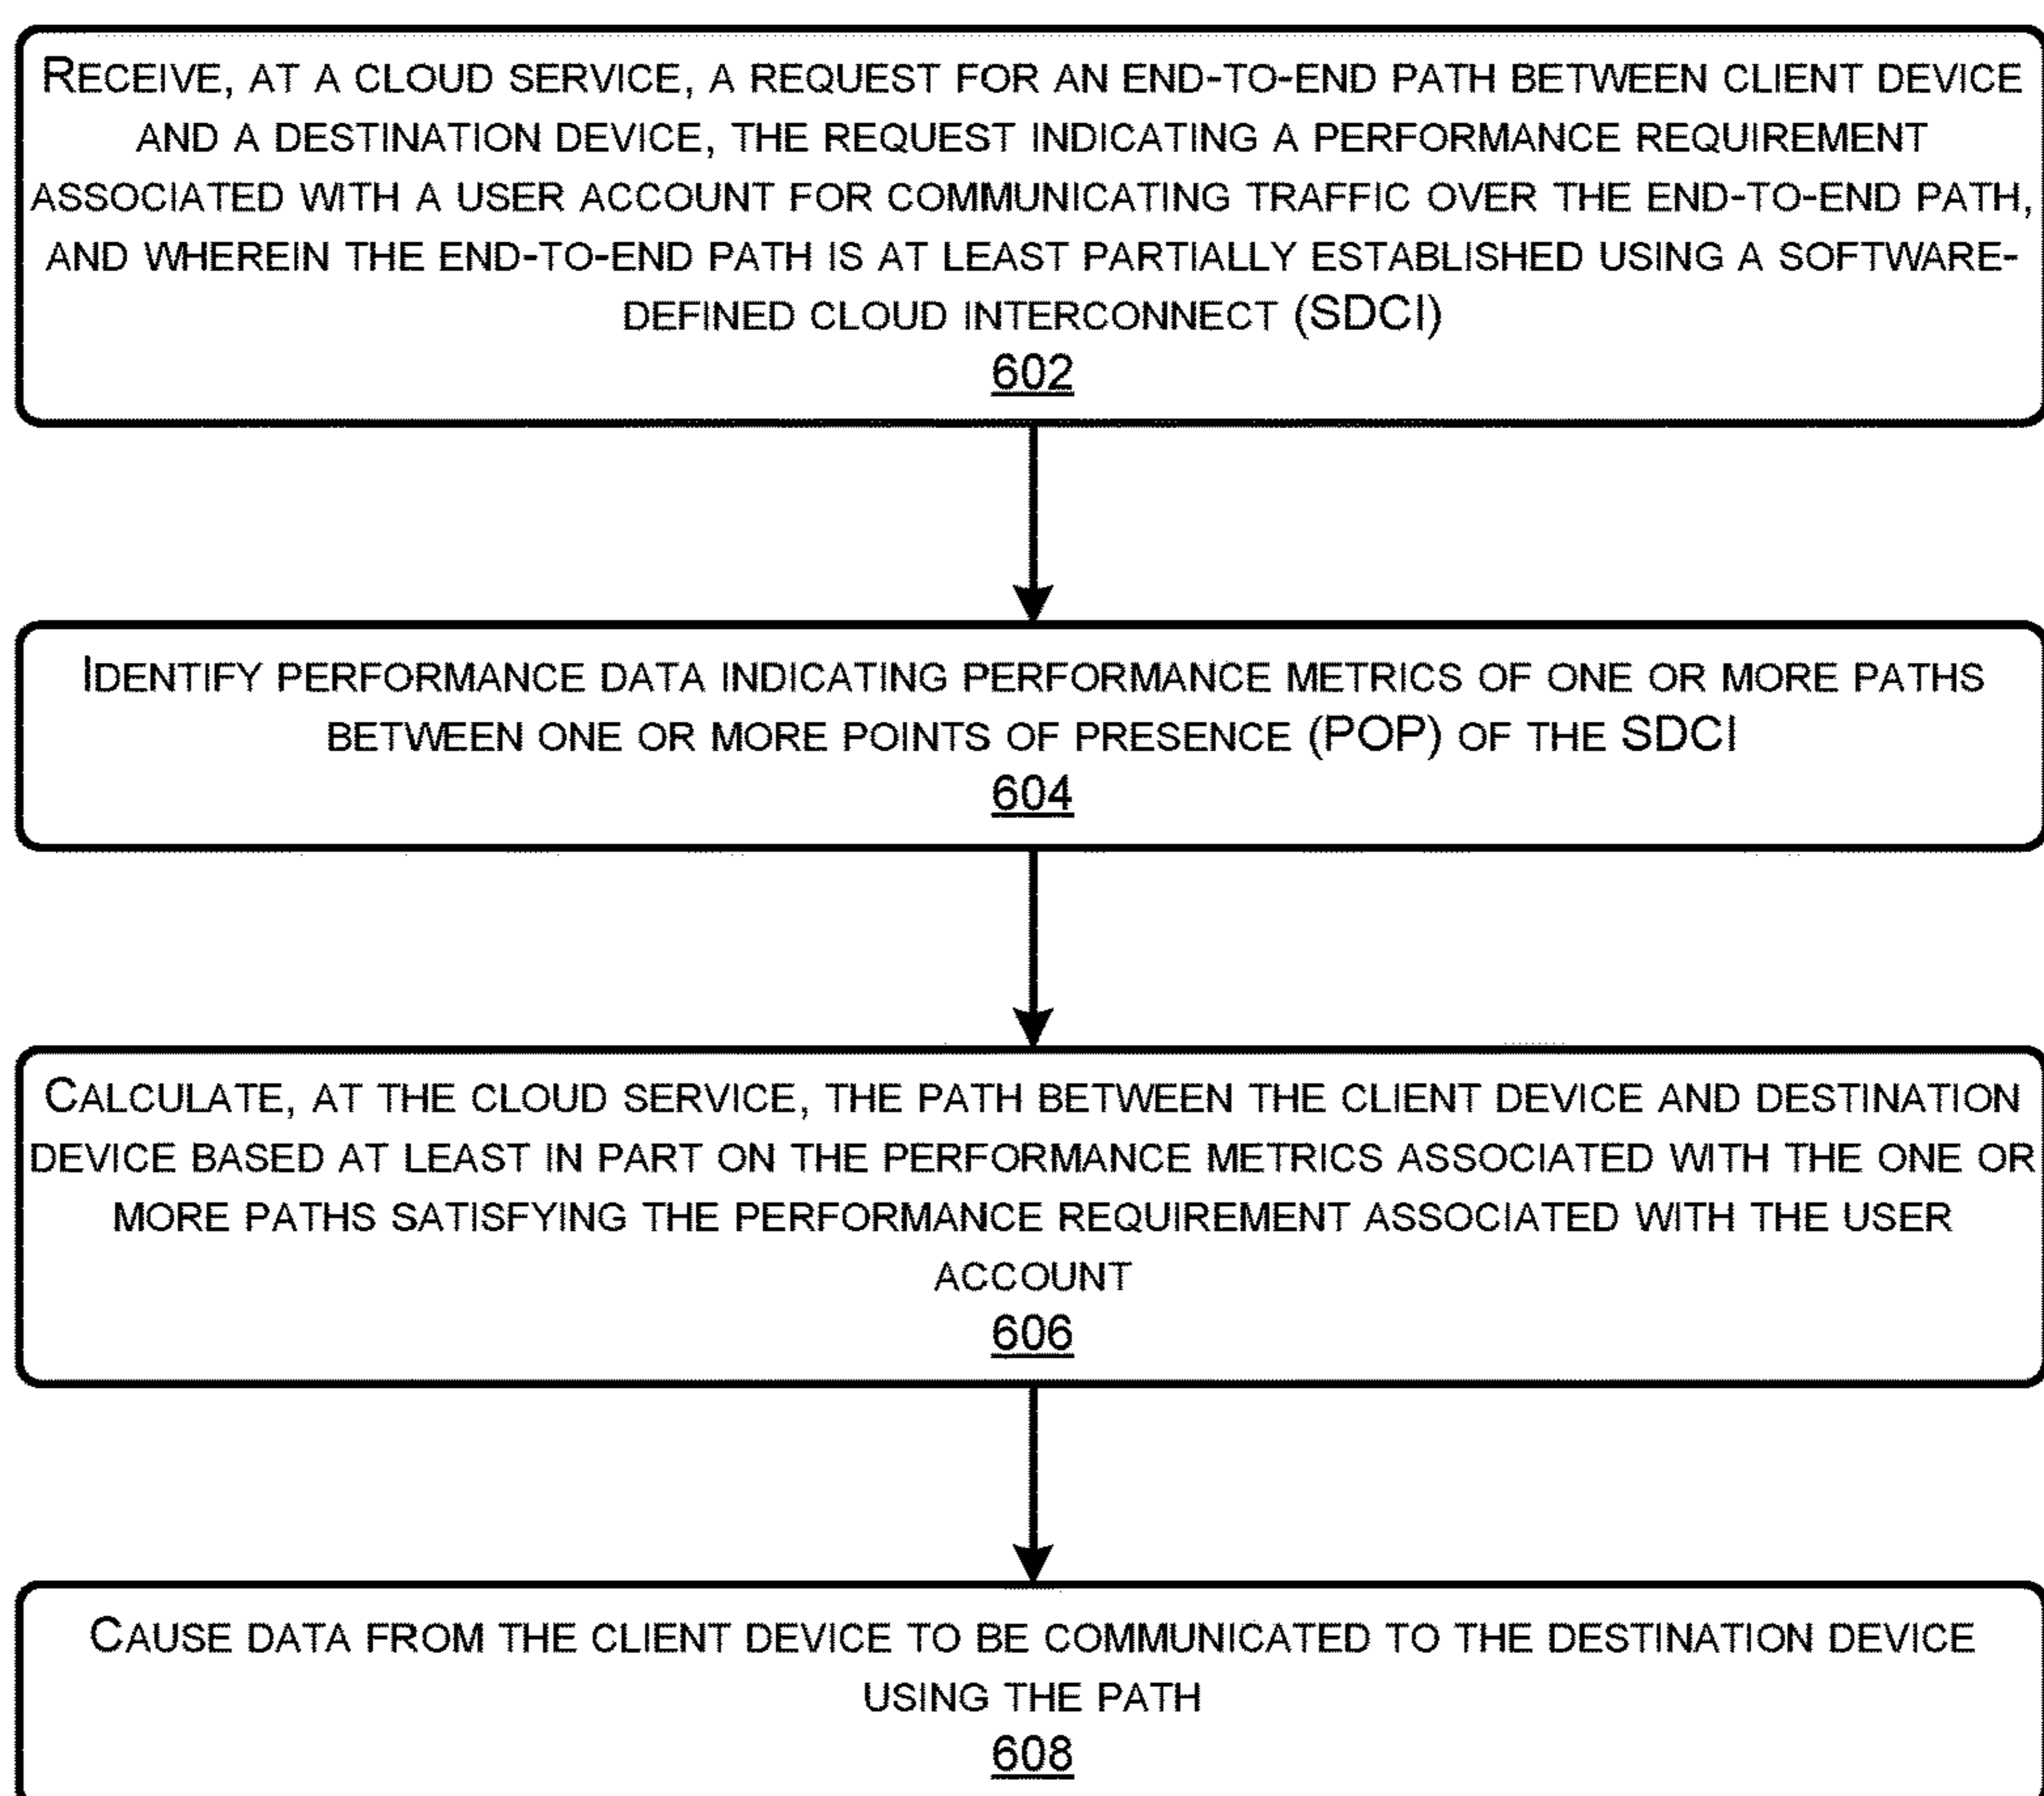 RECEIVE, AT A CLOUD SERVICE, A REQUEST FOR AN END-TO-END PATH BETWEEN CLIENT DEVICE
AND A DESTINATION DEVICE, THE REQUEST INDICATING A PERFORMANCE REQUIREMENT
ASSOCIATED WITH A USER ACCOUNT FOR COMMUNICATING TRAFFIC OVER THE END-TO-END PATH,
AND WHEREIN THE END-TO-END PATH IS AT LEAST PARTIALLY ESTABLISHED USING A SOFTWARE-
DEFINED CLOUD INTERCONNECT (SDCI)
602
IDENTIFY PERFORMANCE DATA INDICATING PERFORMANCE METRICS OF ONE OR MORE PATHS
BETWEEN ONE OR MORE POINTS OF PRESENCE (POP) OF THE SDCI
604
CALCULATE, AT THE CLOUD SERVICE, THE PATH BETWEEN THE CLIENT DEVICE AND DESTINATION
DEVICE BASED AT LEAST IN PART ON THE PERFORMANCE METRICS ASSOCIATED WITH THE ONE OR
MORE PATHS SATISFYING THE PERFORMANCE REQUIREMENT ASSOCIATED WITH THE USER
ACCOUNT
606
CAUSE DATA FROM THE CLIENT DEVICE TO BE COMMUNICATED TO THE DESTINATION DEVICE
USING THE PATH
608